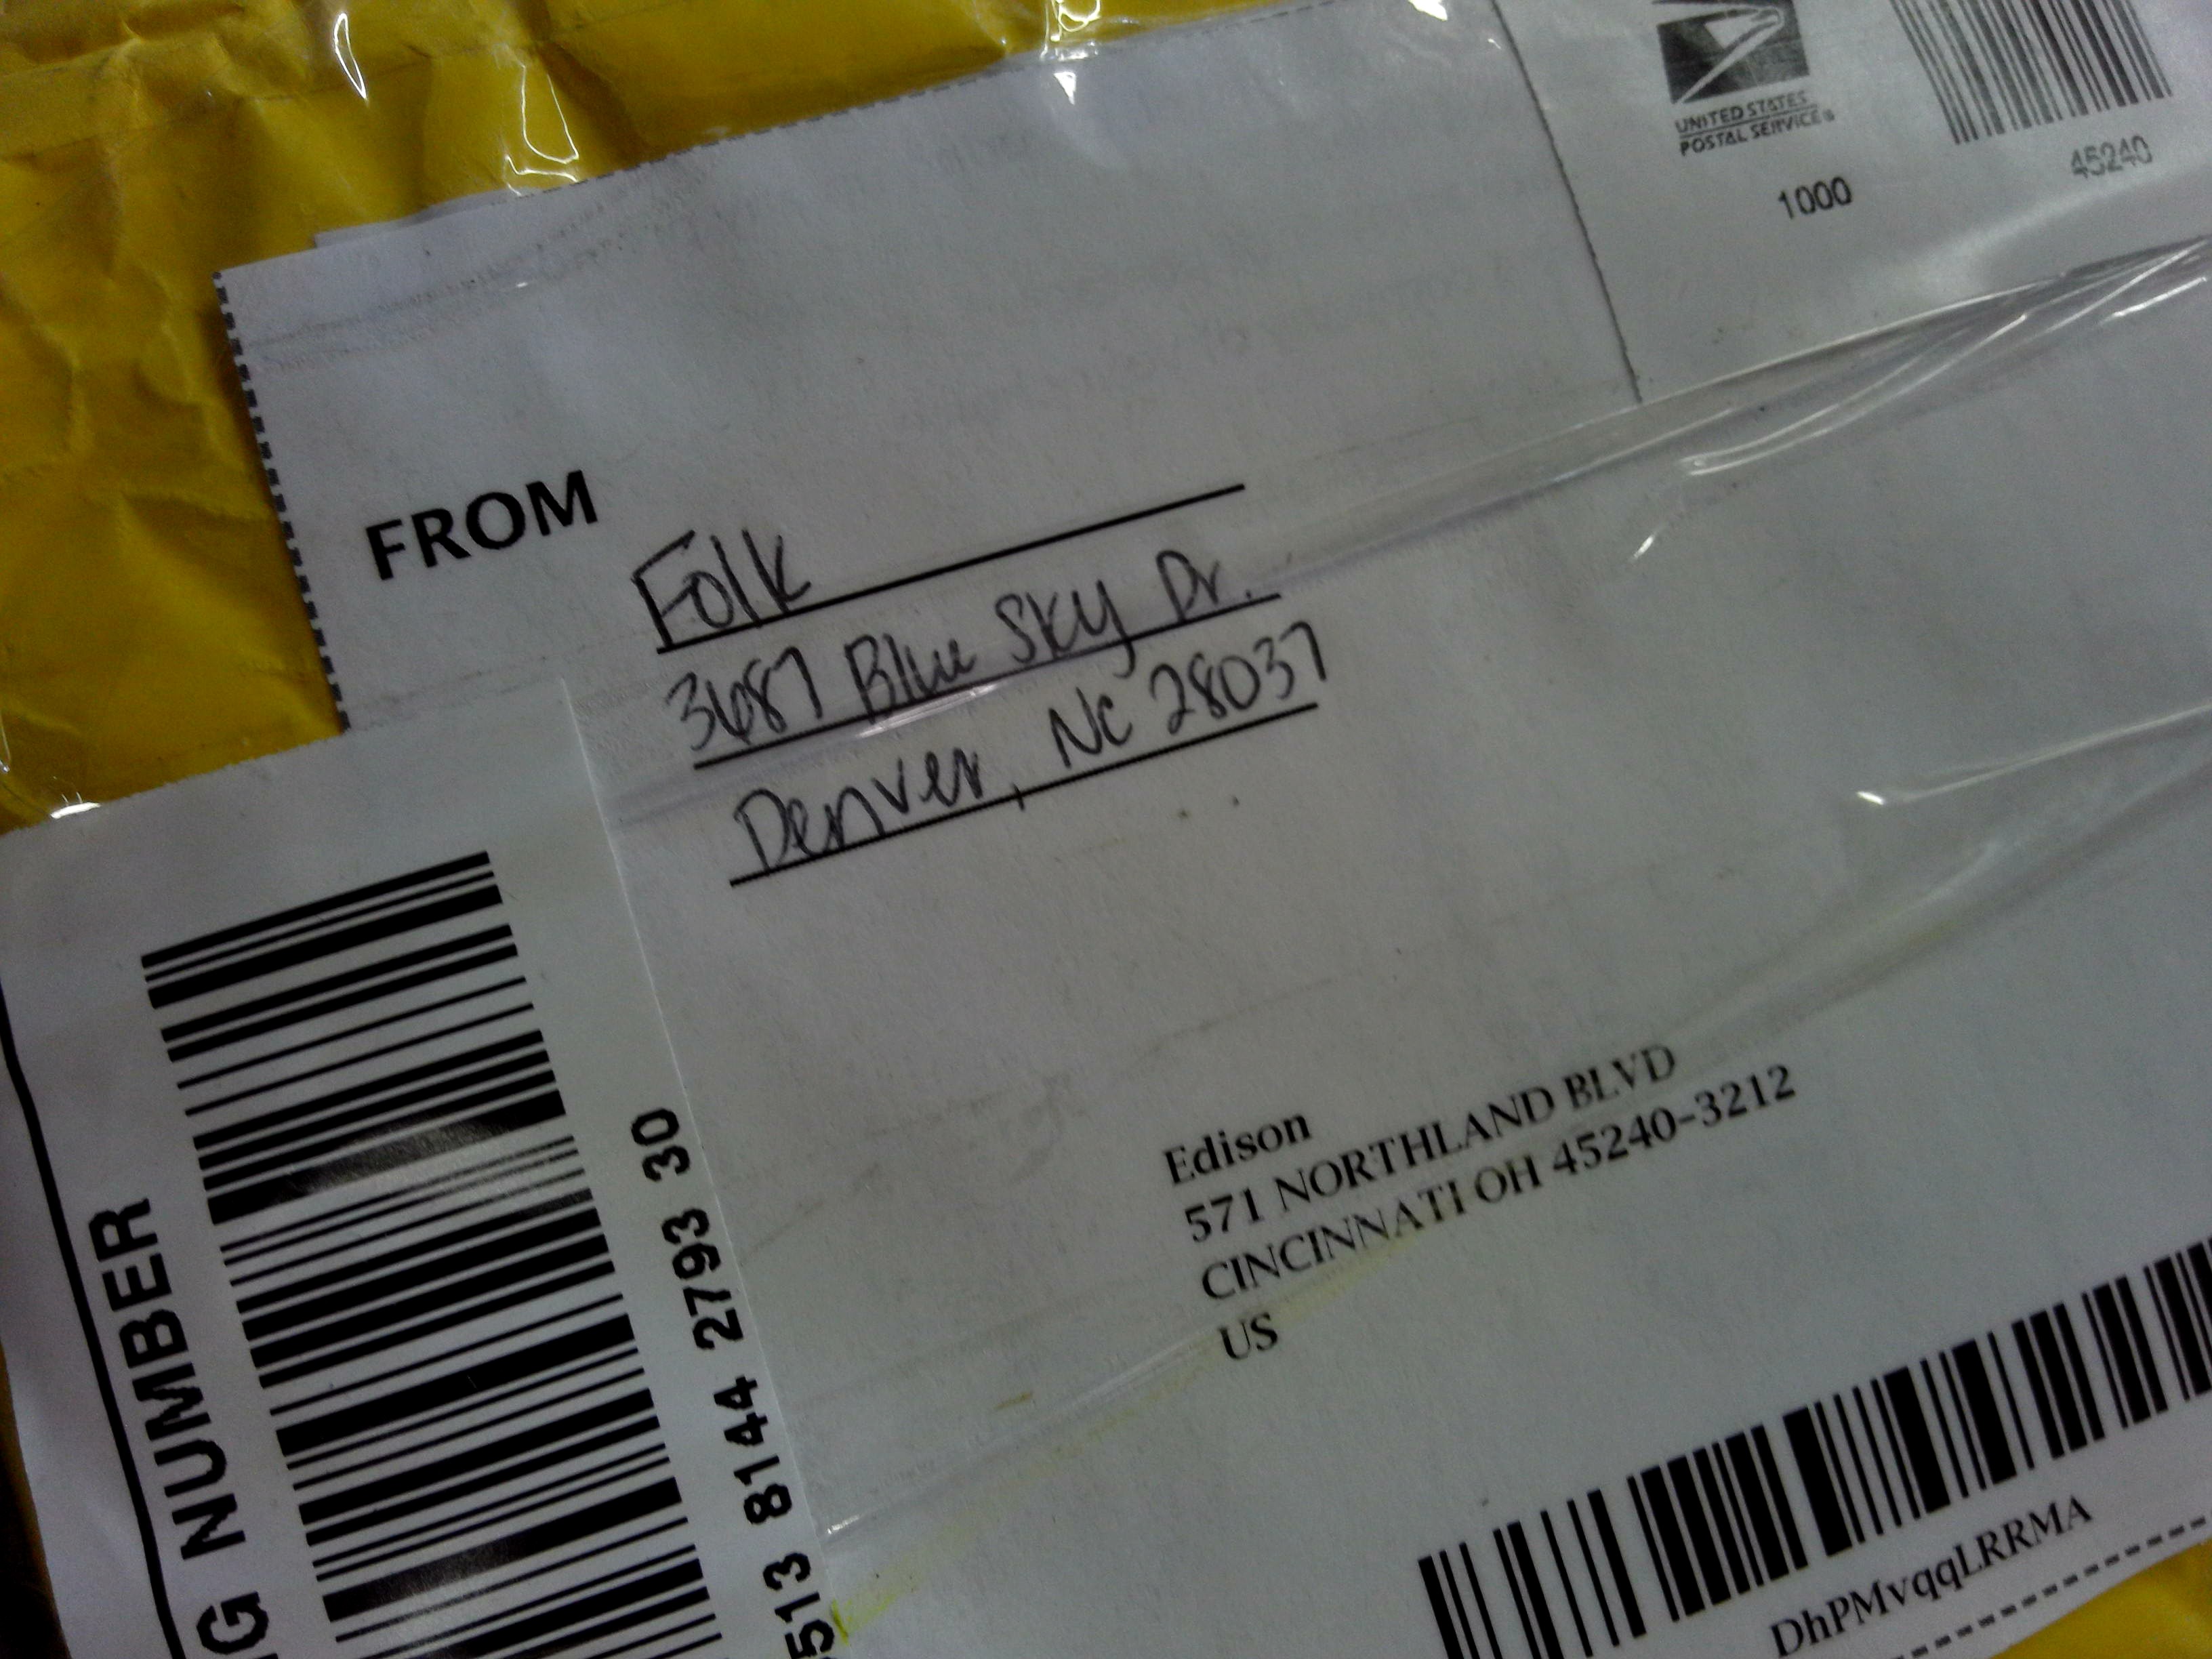 UNITED STATES
POSTAL SERVICE®
1000
45240
FROM
Folk
3687 Blue Sky Dr.
Denver, NC 28037
Edison
571 NORTHLAND BLVD
CINCINNATI OH 45240-3212
US
G NUMBER
5513 8144 2793 30
DhPMvqqLRRMA